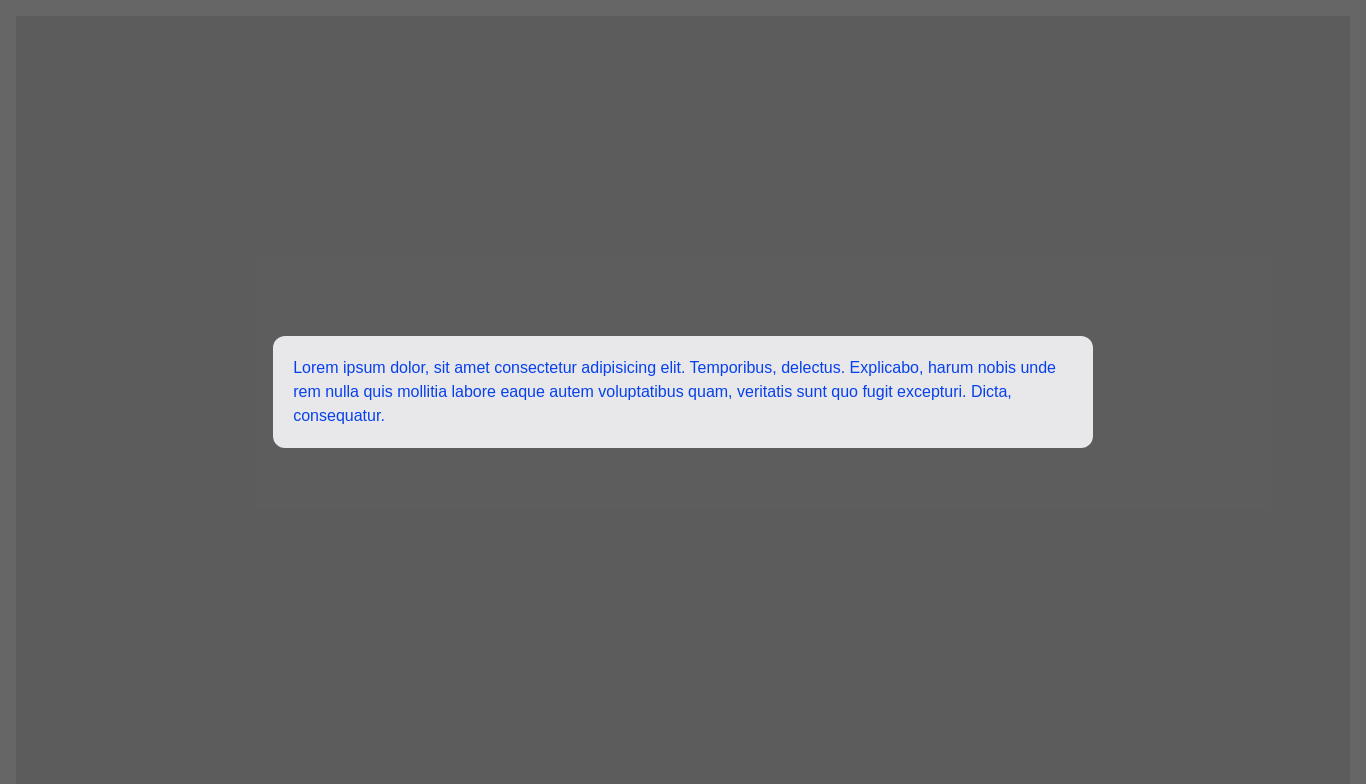 Lorem ipsum dolor, sit amet consectetur adipisicing elit. Temporibus, delectus. Explicabo, harum nobis unde
rem nulla quis mollitia labore eaque autem voluptatibus quam, veritatis sunt quo fugit excepturi. Dicta,
consequatur.